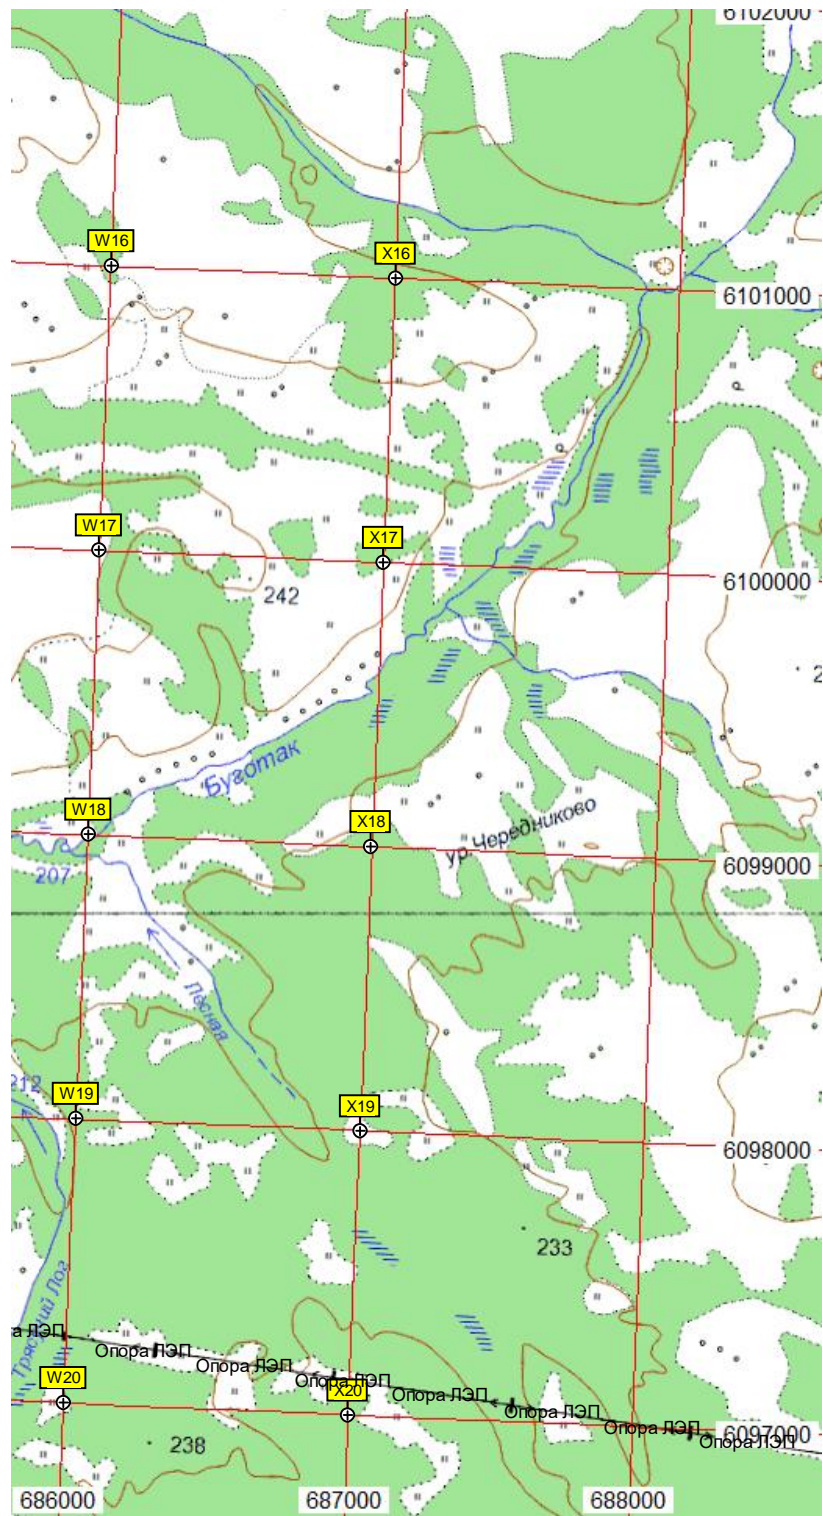 6102000
W16
X16
6101000
W17
X17
6100000
242
2
Буготак
W18
X18
ур.Чередниково
6099000
207
Лесная
212
W19
X19
6098000
233
Трясучий Лог
а ЛЭП
Опора ЛЭП
Опора ЛЭП
Опора ЛЭП
Опора ЛЭП
Опора ЛЭП
Опора ЛЭП
Опора ЛЭП
W20
X20
6097000
238
686000
687000
688000